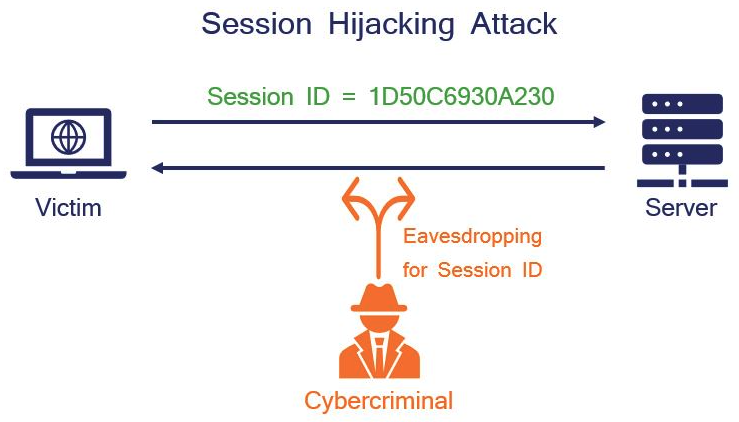 Session Hijacking Attack
Session ID = 1D50C6930A230
Victim
Server
Eavesdropping
for Session ID
Cybercriminal